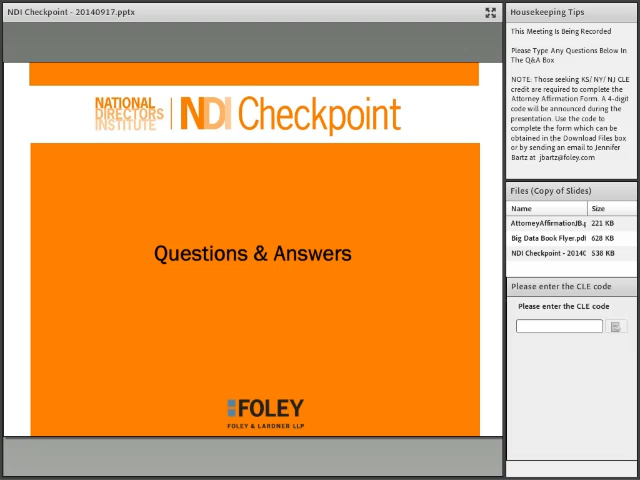 NDI Checkpoint - 20140917.pptx
NATIONAL
DIRECTORS
INSTITUTE
NDI Checkpoint
Questions & Answers
FOLEY
FOLEY & LARDNER LLP
Housekeeping Tips
This Meeting Is Being Recorded
Please Type Any Questions Below In
The Q&A Box
NOTE: Those seeking KS/ NY/ NJ CLE
credit are required to complete the
Attorney Affirmation Form. A 4-digit
code will be announced during the
presentation. Use the code to
complete the form which can be
obtained in the Download Files box
or by sending an email to Jennifer
Bartz at jbartz@foley.com
Files (Copy of Slides)
Name Size
AttorneyAffirmationJB.p 221 KB
Big Data Book Flyer.pdf 628 KB
NDI Checkpoint - 2014 538 KB
Please enter the CLE code
Please enter the CLE code